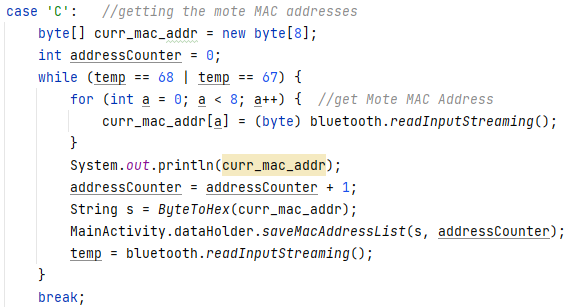 case 'C':   //getting the mote MAC addresses
    byte[] curr_mac_addr = new byte[8];
    int addressCounter = 0;
    while (temp == 68 | temp == 67) {
        for (int a = 0; a < 8; a++) {  //get Mote MAC Address
            curr_mac_addr[a] = (byte) bluetooth.readInputStreaming();
        }
        System.out.println(curr_mac_addr);
        addressCounter = addressCounter + 1;
        String s = ByteToHex(curr_mac_addr);
        MainActivity.dataHolder.saveMacAddressList(s, addressCounter);
        temp = bluetooth.readInputStreaming();
    }
    break;